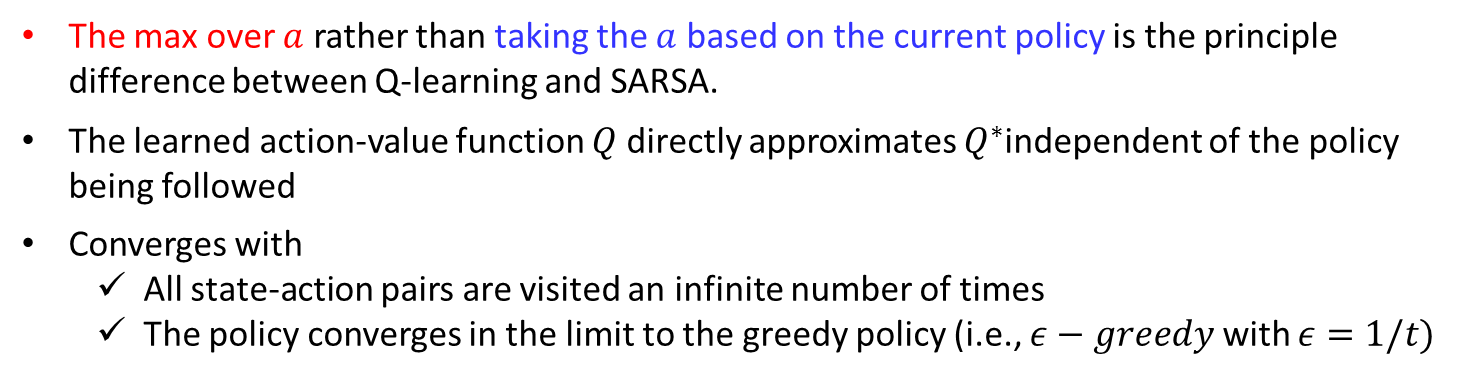 • The max over a rather than taking the a based on the current policy is the principle
difference between Q-learning and SARSA.
• The learned action-value function Q directly approximates Q*independent of the policy
being followed
• Converges with
✓ All state-action pairs are visited an infinite number of times
✓ The policy converges in the limit to the greedy policy (i.e., ϵ − greedy with ϵ = 1/t)